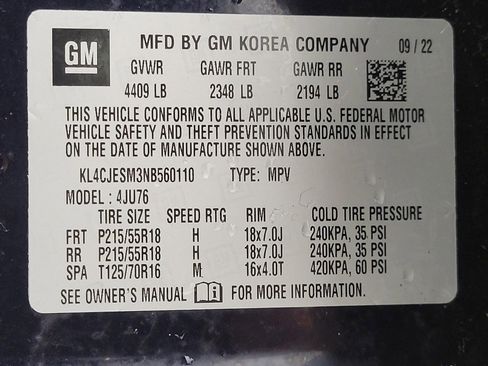 GM MFD BY GM KOREA COMPANY 09 / 22
GVWR GAWR FRT GAWR RR
4409 LB 2348 LB 2194 LB
THIS VEHICLE CONFORMS TO ALL APPLICABLE U.S. FEDERAL MOTOR
VEHICLE SAFETY AND THEFT PREVENTION STANDARDS IN EFFECT
ON THE DATE OF MANUFACTURE SHOWN ABOVE.
KL4CJESM3NB560110 TYPE: MPV
MODEL : 4JU76
TIRE SIZE SPEED RTG RIM COLD TIRE PRESSURE
FRT P215/55R18 H 18x7.0J 240KPA, 35 PSI
RR P215/55R18 H 18x7.0J 240KPA, 35 PSI
SPA T125/70R16 M 16x4.0T 420KPA, 60 PSI
SEE OWNER'S MANUAL FOR MORE INFORMATION.